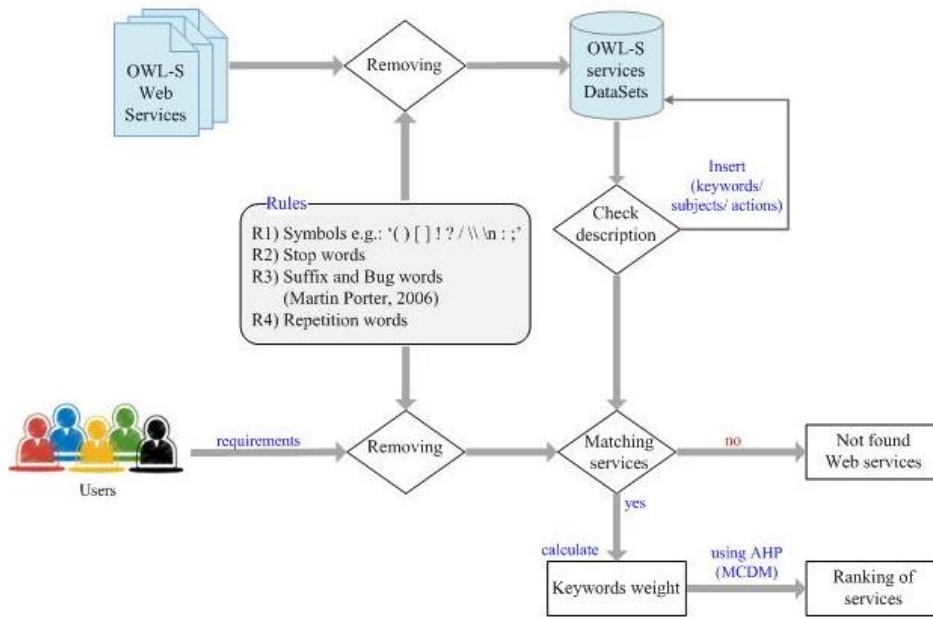 OWL-S
Web
Services
Removing
OWL-S
services
DataSets
Insert
(keywords/
subjects/ actions)
Check
description
Rules
R1) Symbols e.g.: ‘( ) [ ] ! ? / \\ \n : ;’
R2) Stop words
R3) Suffix and Bug words
(Martin Porter, 2006)
R4) Repetition words
Users
requirements
Removing
Matching
services
no
Not found
Web services
yes
calculate
Keywords weight
using AHP
(MCDM)
Ranking of
services